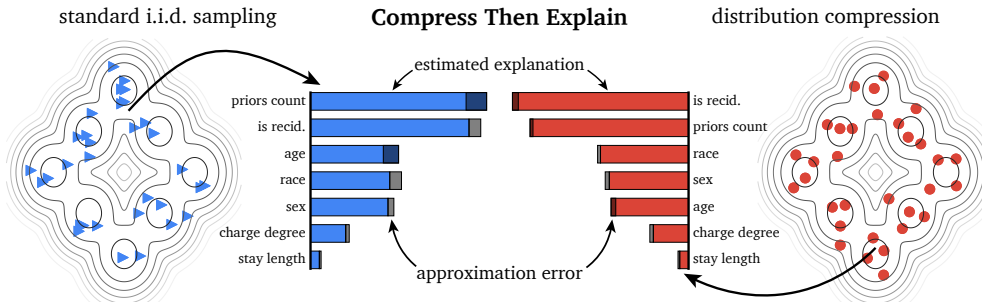 standard i.i.d. sampling
Compress Then Explain
distribution compression
estimated explanation
priors count
is recid.
age
race
sex
charge degree
stay length
is recid.
priors count
race
sex
age
charge degree
stay length
approximation error